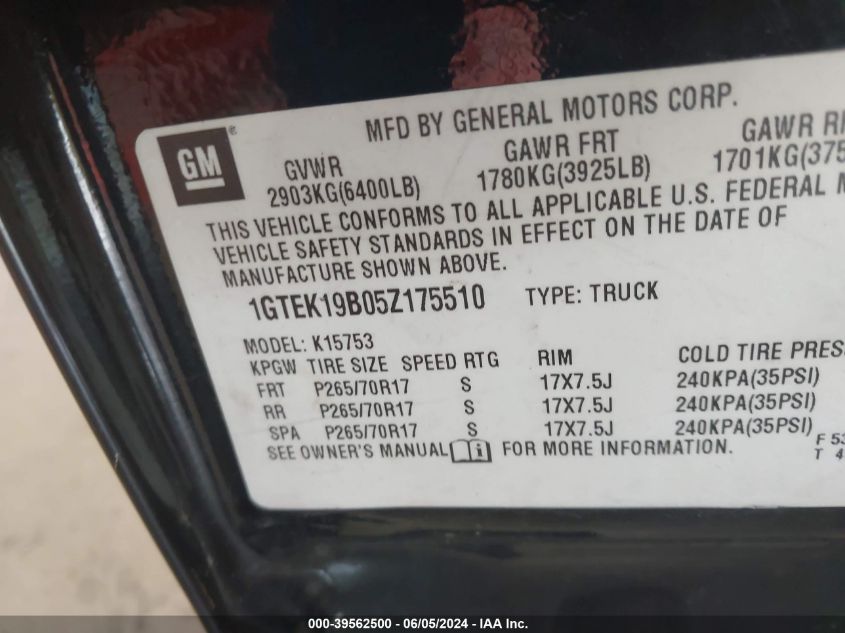 MFD BY GENERAL MOTORS CORP.
GM ® GVWR GAWR FRT GAWR
2903KG(6400LB) 1780KG(3925LB) 1701KG(375
THIS VEHICLE CONFORMS TO ALL APPLICABLE U.S. FEDERAL M
VEHICLE SAFETY STANDARDS IN EFFECT ON THE DATE OF
MANUFACTURE SHOWN ABOVE.
1GTEK19B05Z175510 TYPE: TRUCK
MODEL: K15753
KPGW TIRE SIZE SPEED RTG RIM COLD TIRE PRES
FRT P265/70R17 S 17X7.5J 240KPA(35PSI)
RR P265/70R17 S 17X7.5J 240KPA(35PSI)
SPA P265/70R17 S 17X7.5J 240KPA(35PSI)
SEE OWNER'S MANUAL i FOR MORE INFORMATION.
F 53
T 4
000-39562500 - 06/05/2024 - IAA Inc.